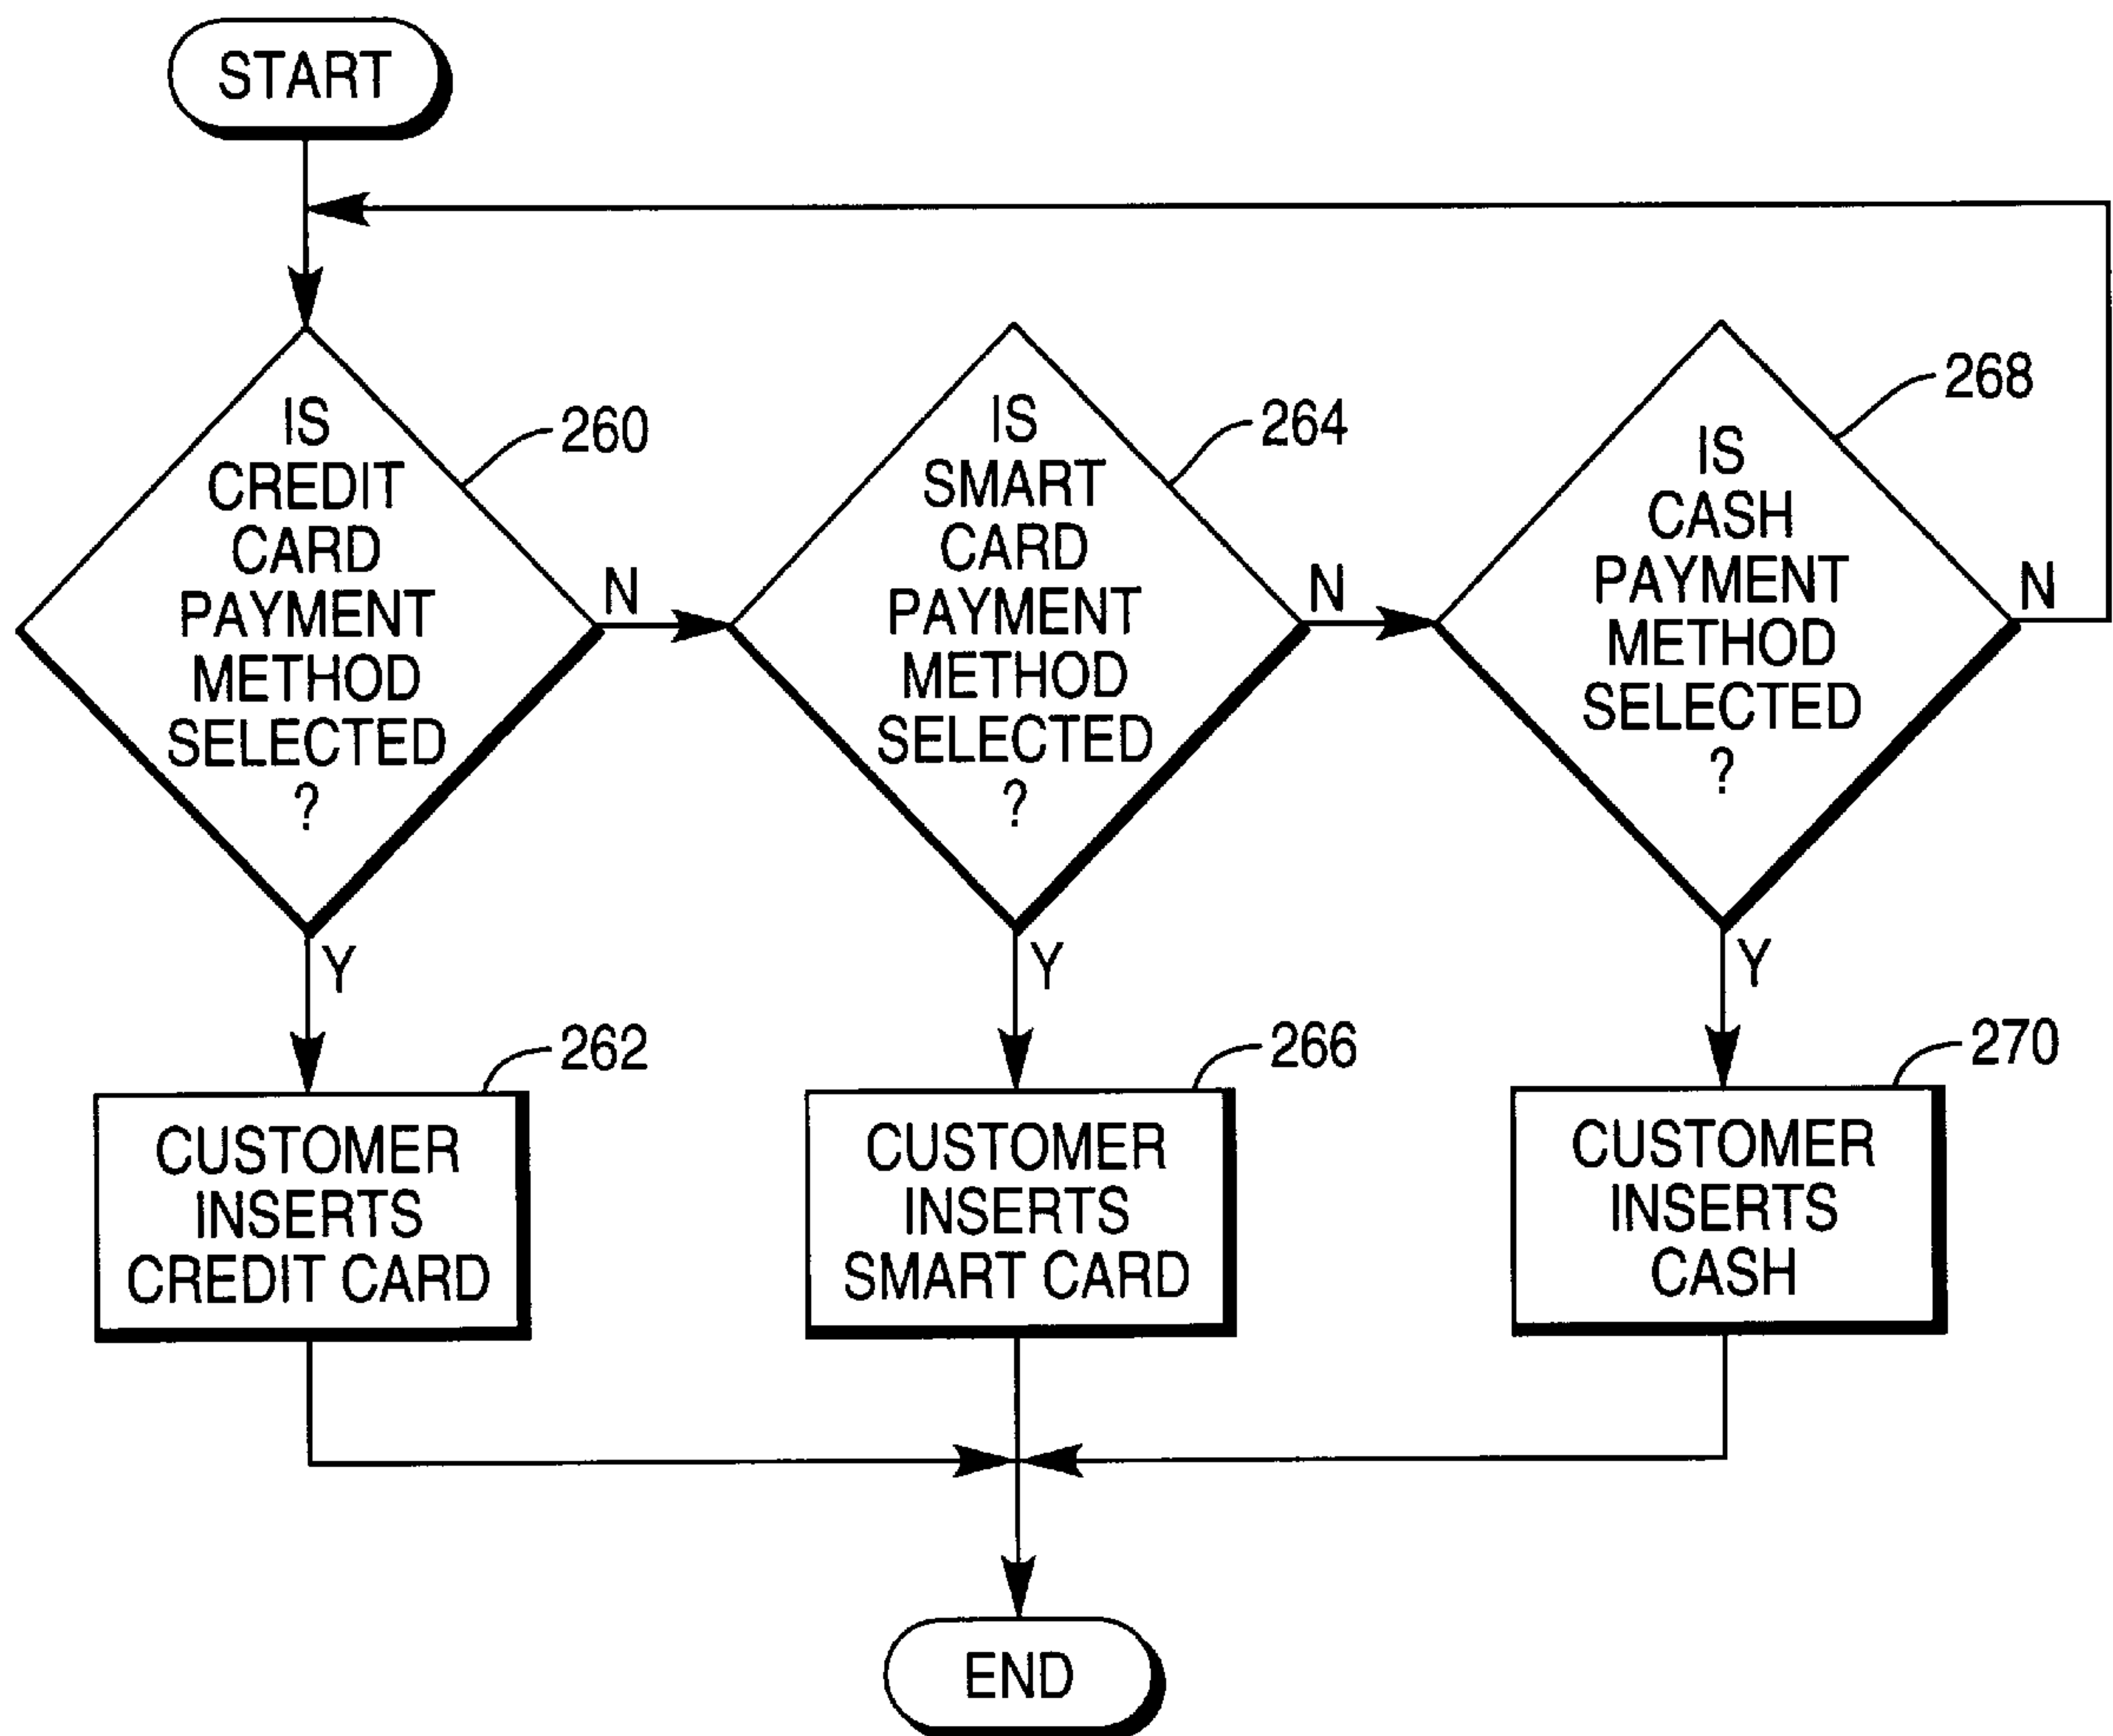 START
IS
CREDIT
CARD
PAYMENT
METHOD
SELECTED
?
260
N
Y
IS
SMART
CARD
PAYMENT
METHOD
SELECTED
?
264
N
Y
IS
CASH
PAYMENT
METHOD
SELECTED
?
268
N
Y
CUSTOMER
INSERTS
CREDIT CARD
262
CUSTOMER
INSERTS
SMART CARD
266
CUSTOMER
INSERTS
CASH
270
END